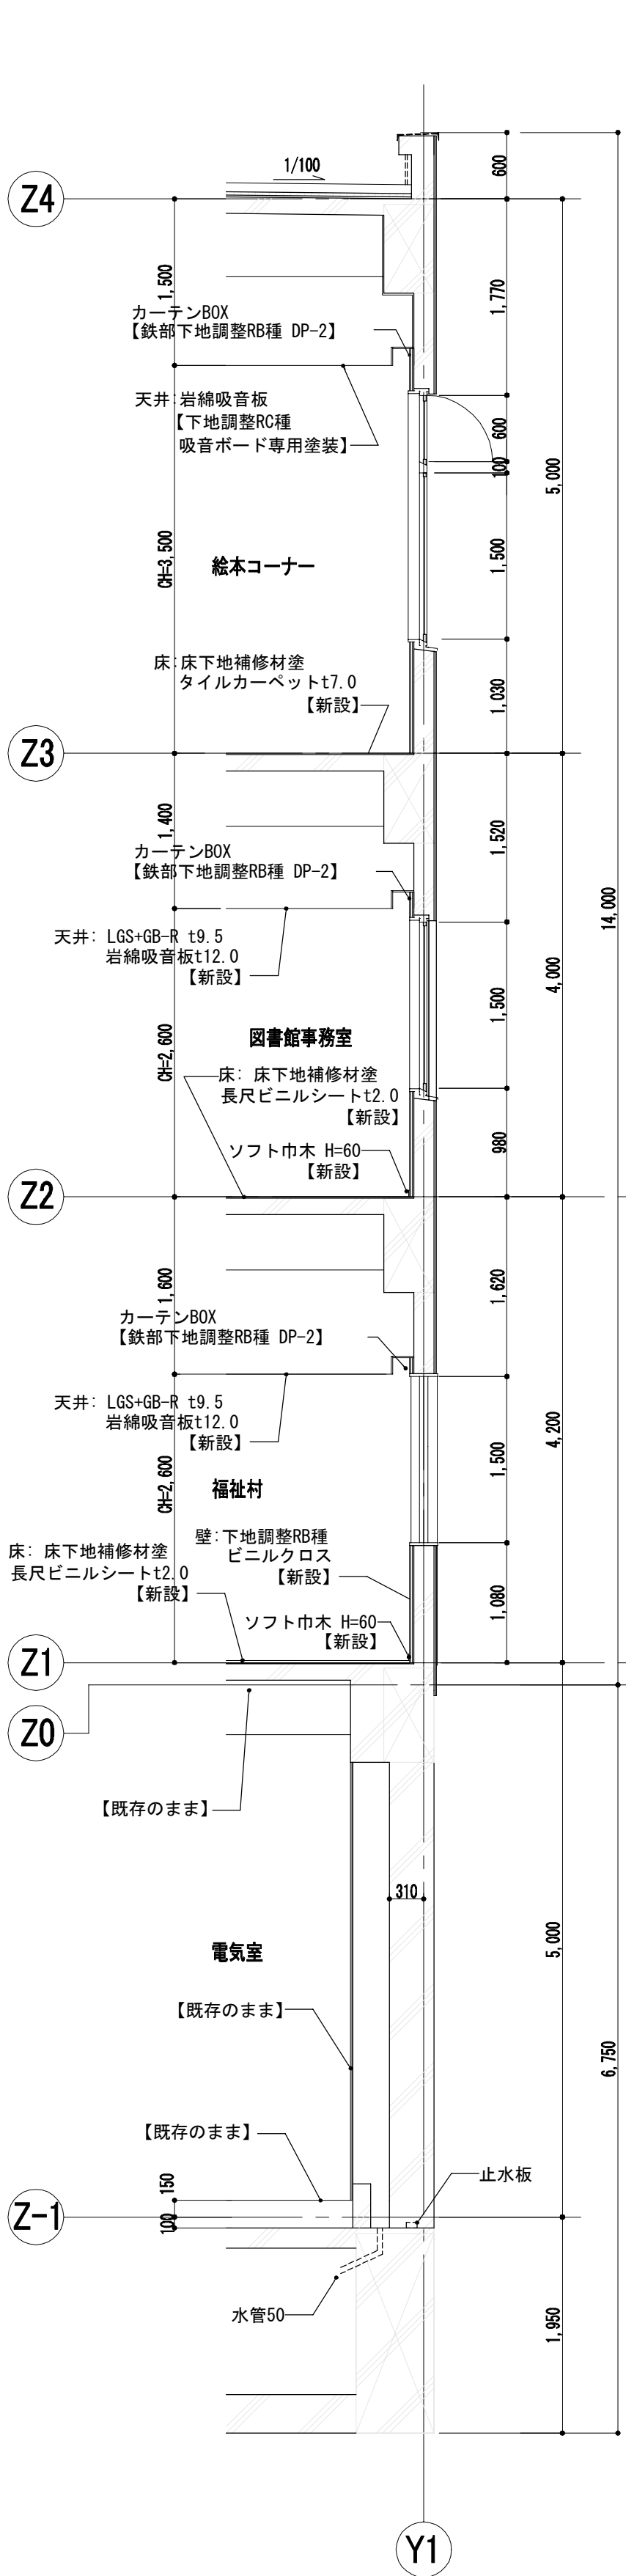 600
1/100
Z4
1,500
1,770
カーテンBOX
【鉄部下地調整RB種 DP-2】
天井:岩綿吸音板
【下地調整RC種
吸音ボード専用塗装】
600
100
5,000
CH=3,500
絵本コーナー
1,500
床:床下地補修材塗
タイルカーペットt7.0
【新設】
1,030
Z3
1,400
1,520
カーテンBOX
【鉄部下地調整RB種 DP-2】
14,000
天井: LGS+GB-R t9.5
岩綿吸音板t12.0
【新設】
4,000
1,500
CH=2,600
図書館事務室
床: 床下地補修材塗
長尺ビニルシートt2.0
【新設】
ソフト巾木 H=60
【新設】
980
Z2
1,600
1,620
カーテンBOX
【鉄部下地調整RB種 DP-2】
天井: LGS+GB-R t9.5
岩綿吸音板t12.0
【新設】
4,200
1,500
CH=2,600
福祉村
壁:下地調整RB種
ビニルクロス
【新設】
床: 床下地補修材塗
長尺ビニルシートt2.0
【新設】
1,080
ソフト巾木 H=60
【新設】
Z1
Z0
【既存のまま】
310
5,000
電気室
【既存のまま】
6,750
【既存のまま】
150
止水板
Z-1
100
水管50
1,950
Y1